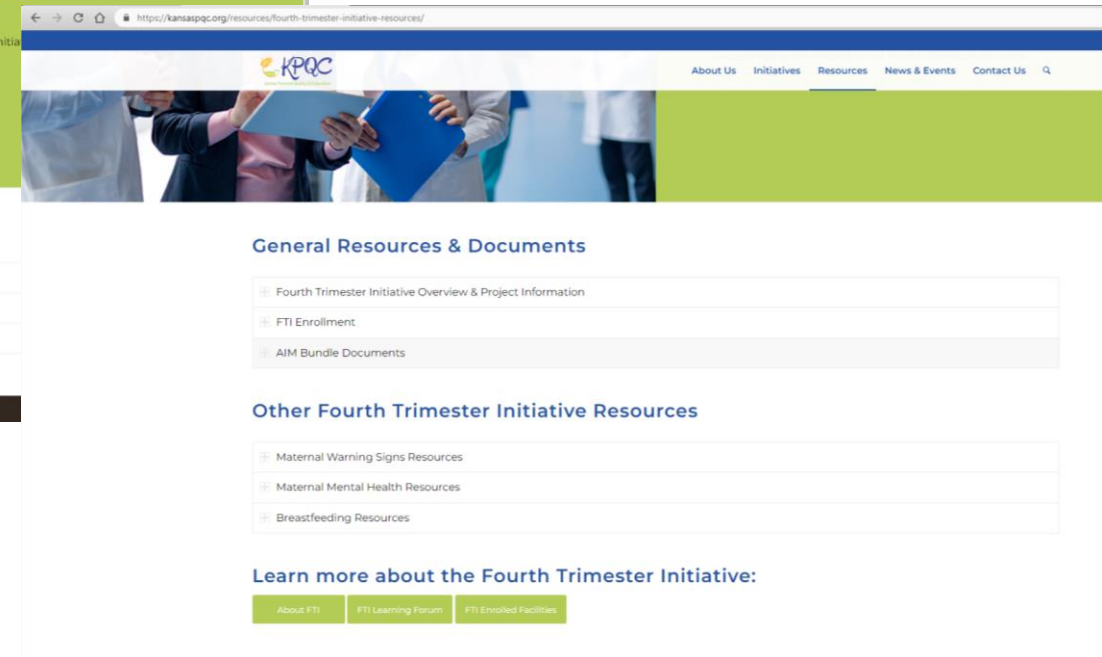 https://kansaspqc.org/resources/fourth-trimester-initiative-resources/
KPQC
About Us Initiatives Resources News & Events Contact Us
General Resources & Documents
Fourth Trimester Initiative Overview & Project Information
FTI Enrollment
AIM Bundle Documents
Other Fourth Trimester Initiative Resources
Maternal Warning Signs Resources
Maternal Mental Health Resources
Breastfeeding Resources
Learn more about the Fourth Trimester Initiative:
About FTI FTI Learning Forum FTI Enrolled Facilities